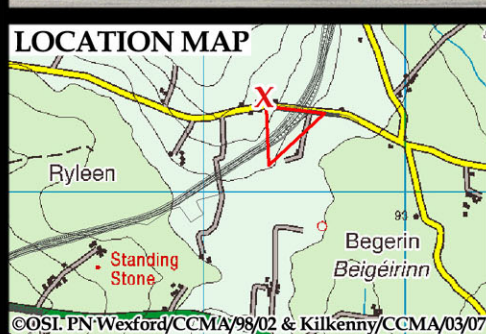 LOCATION MAP
X
Ryleen
Standing
Stone
93
Begerin
Beigéirinn
©OSI. PN Wexford/CCMA/98/02 & Kilkenny/CCMA/03/07